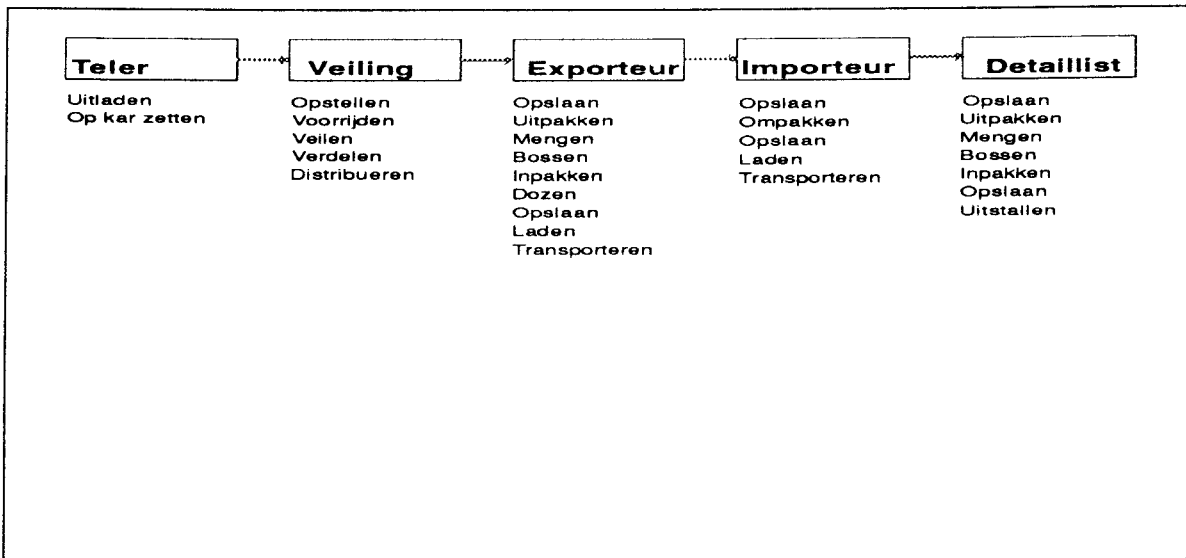 Teler
Uitladen
Op kar zetten
Veiling
Opstellen
Voorrijden
Veilen
Verdelen
Distribueren
Exporteur
Opslaan
Uitpakken
Mengen
Bossen
Inpakken
Dozen
Opslaan
Laden
Transporteren
Importeur
Opslaan
Ompakken
Opslaan
Laden
Transporteren
Detaillist
Opslaan
Uitpakken
Mengen
Bossen
Inpakken
Opslaan
Uitstallen